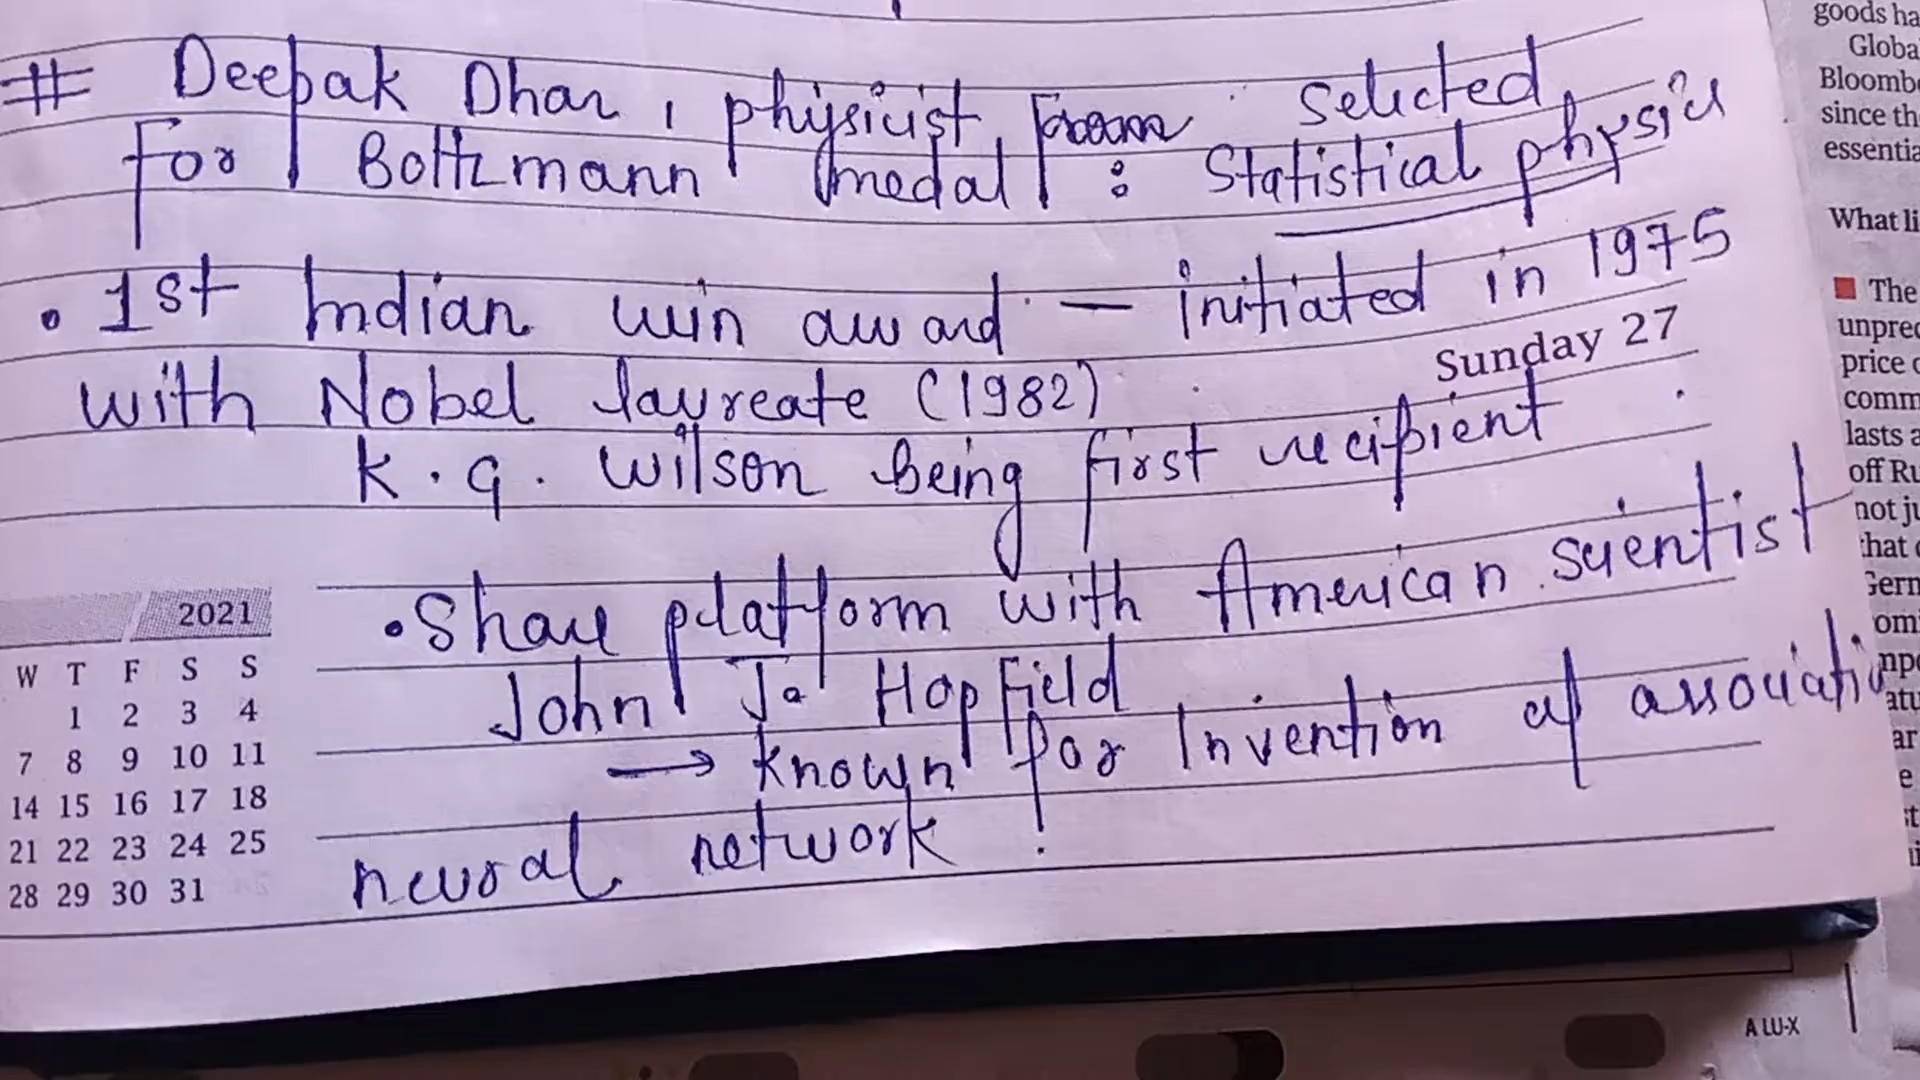 # Deepak Dhar, physicist from selected
for Boltzmann medal : Statistical physics
• 1st Indian win award — initiated in 1975
Sunday 27
with Nobel laureate (1982)
K. G. Wilson being first recipient
• Share platform with American scientist
John J. Hopfield
→ known for Invention of associative
neural network !
2021
W T F S S
1 2 3 4
7 8 9 10 11
14 15 16 17 18
21 22 23 24 25
28 29 30 31
goods ha
Globa
Bloomb
since th
essentia
What li
The
unpred
price o
comm
lasts a
off Ru
not ju
that
Germ
A LU-X